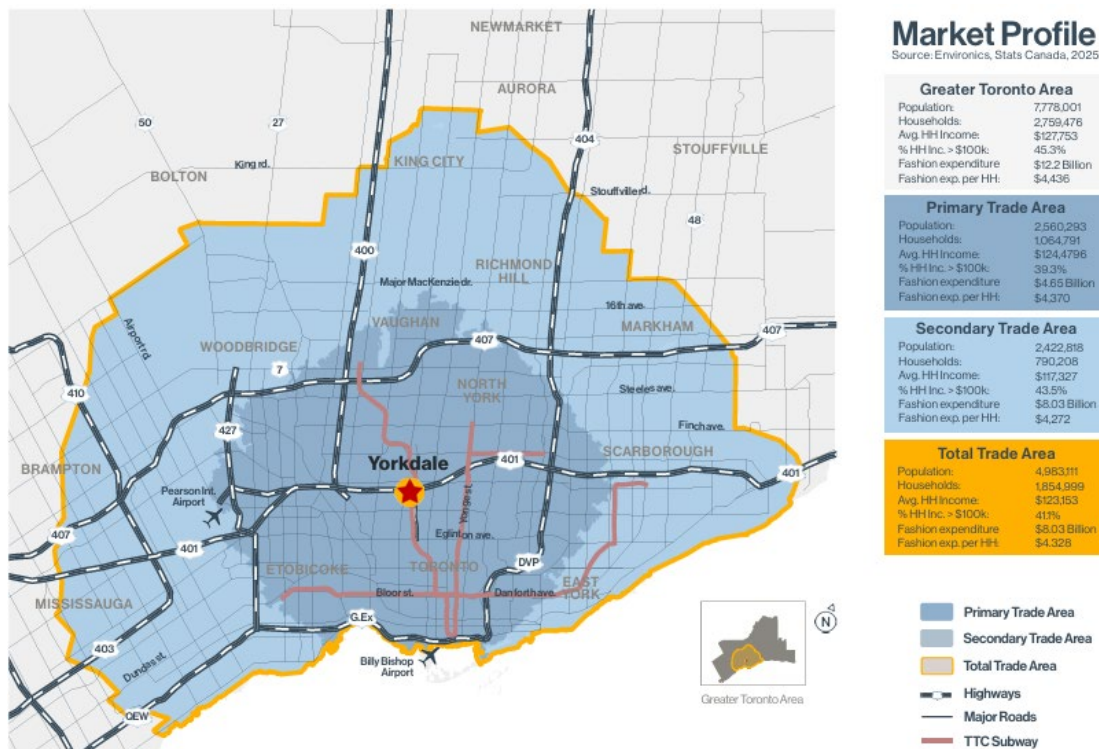 Market Profile
Source: Environics, Stats Canada, 2025
Greater Toronto Area
Population: 7,778,001
Households: 2,759,476
Avg. HH Income: $127,753
% HH Inc. > $100k: 45.3%
Fashion expenditure $12.2 Billion
Fashion exp. per HH: $4,436
Primary Trade Area
Population: 2,560,293
Households: 1,064,791
Avg. HH Income: $124,4796
% HH Inc. > $100k: 39.3%
Fashion expenditure $4.65 Billion
Fashion exp. per HH: $4,370
Secondary Trade Area
Population: 2,422,818
Households: 790,208
Avg. HH Income: $117,327
% HH Inc. > $100k: 43.5%
Fashion expenditure $8.03 Billion
Fashion exp. per HH: $4,272
Total Trade Area
Population: 4,983,111
Households: 1,854,999
Avg. HH Income: $123,153
% HH Inc. > $100k: 41.1%
Fashion expenditure $8.03 Billion
Fashion exp. per HH: $4.328
Primary Trade Area
Secondary Trade Area
Total Trade Area
Highways
Major Roads
TTC Subway
NEWMARKET
AURORA
50
27
404
STOUFFVILLE
King rd.
KING CITY
BOLTON
Stouffville rd.
48
400
RICHMOND
HILL
Major MacKenzie dr.
16th ave.
VAUGHAN
MARKHAM
Airport rd
407
407
WOODBRIDGE
7
NORTH
YORK
Steeles ave.
410
427
Finch ave.
SCARBOROUGH
Yorkdale
401
BRAMPTON
401
Pearson Int.
Airport
Yonge st.
407
401
Eglinton ave.
DVP
ETOBICOKE
TORONTO
EAST
YORK
Bloor st.
Danforth ave.
MISSISSAUGA
G.Ex
403
Dundas st.
Billy Bishop
Airport
QEW
N
Greater Toronto Area